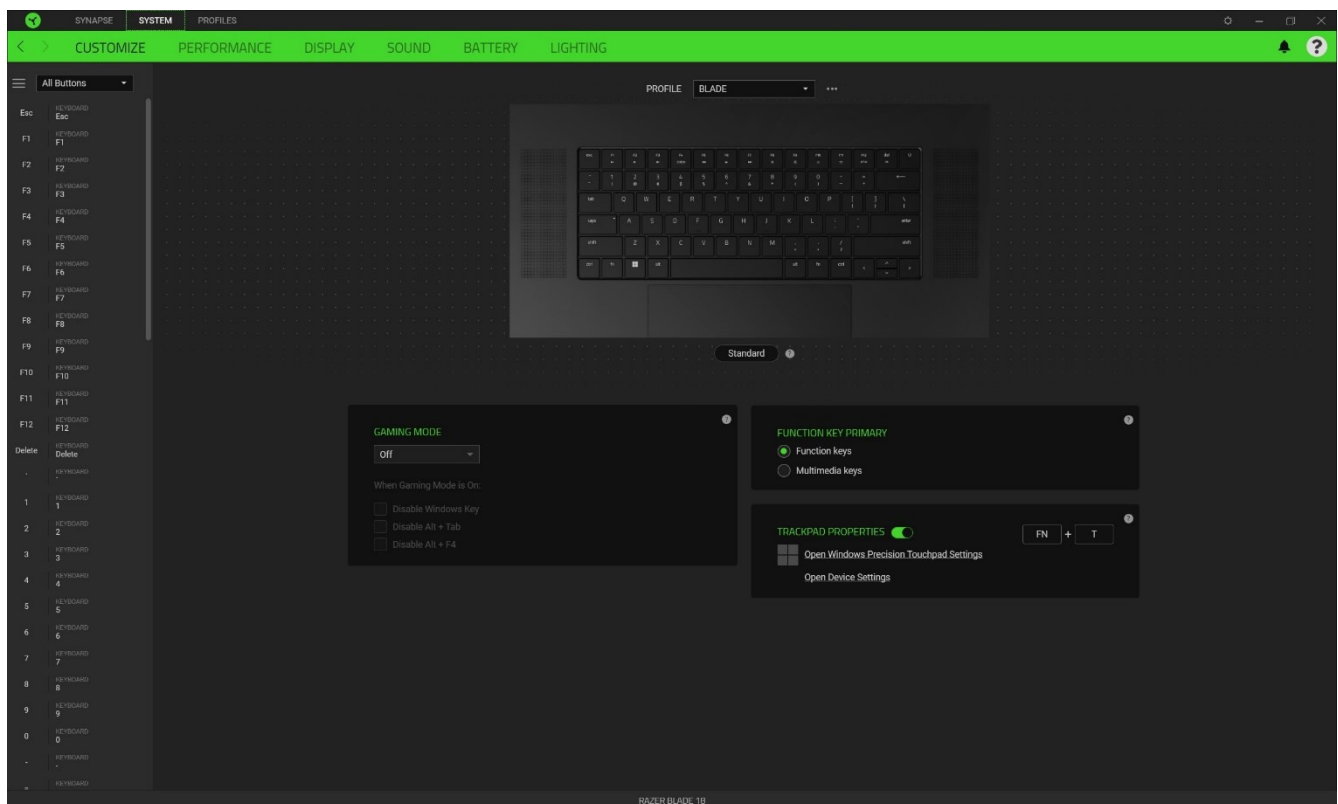 SYNAPSE SYSTEM PROFILES
CUSTOMIZE PERFORMANCE DISPLAY SOUND BATTERY LIGHTING
All Buttons
PROFILE BLADE
Esc KEYBOARD Esc
F1 KEYBOARD F1
F2 KEYBOARD F2
F3 KEYBOARD F3
F4 KEYBOARD F4
F5 KEYBOARD F5
F6 KEYBOARD F6
F7 KEYBOARD F7
F8 KEYBOARD F8
F9 KEYBOARD F9
F10 KEYBOARD F10
F11 KEYBOARD F11
F12 KEYBOARD F12
Delete KEYBOARD Delete
` KEYBOARD `
1 KEYBOARD 1
2 KEYBOARD 2
3 KEYBOARD 3
4 KEYBOARD 4
5 KEYBOARD 5
6 KEYBOARD 6
7 KEYBOARD 7
8 KEYBOARD 8
9 KEYBOARD 9
0 KEYBOARD 0
- KEYBOARD -
= KEYBOARD
tab Q W E R T Y U I O P [ ] \
A S D F G H J K L enter
shift Z X C V B N M shift
Standard
GAMING MODE
Off
When Gaming Mode is On:
Disable Windows Key
Disable Alt + Tab
Disable Alt + F4
FUNCTION KEY PRIMARY
Function keys
Multimedia keys
TRACKPAD PROPERTIES FN + T
Open Windows Precision Touchpad Settings
Open Device Settings
RAZER BLADE 18